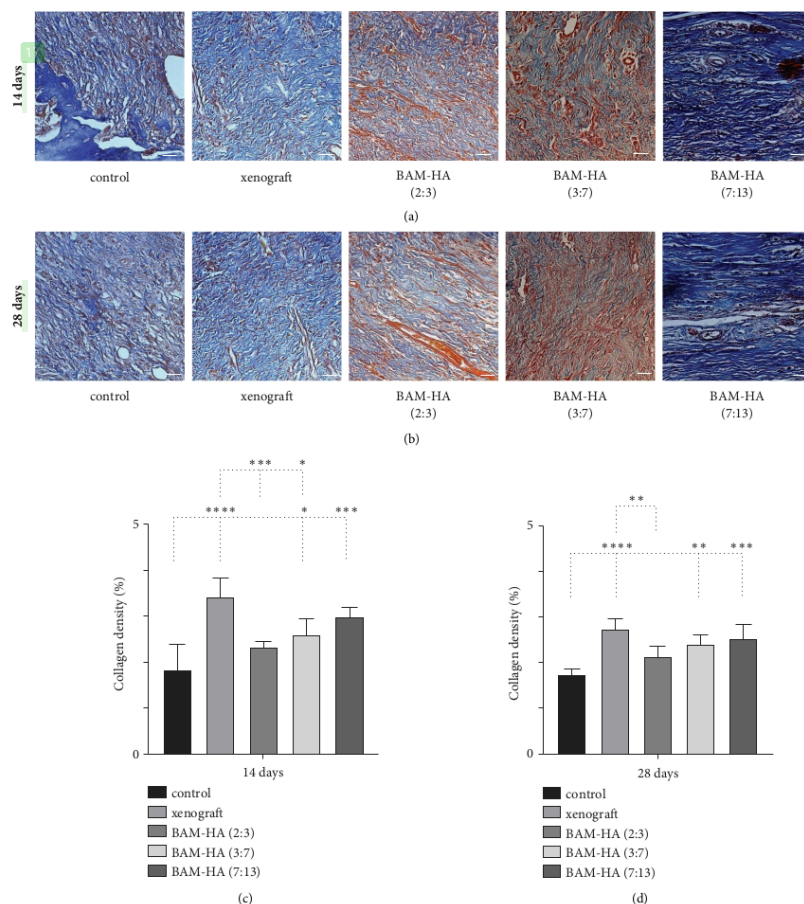 14 days
control
xenograft
BAM-HA
(2:3)
BAM-HA
(3:7)
BAM-HA
(7:13)
(a)
28 days
control
xenograft
BAM-HA
(2:3)
BAM-HA
(3:7)
BAM-HA
(7:13)
(b)
*** *
**** * ***
5
Collagen density (%)
0
14 days
control
xenograft
BAM-HA (2:3)
BAM-HA (3:7)
BAM-HA (7:13)
(c)
**
**** ** ***
5
Collagen density (%)
0
28 days
control
xenograft
BAM-HA (2:3)
BAM-HA (3:7)
BAM-HA (7:13)
(d)